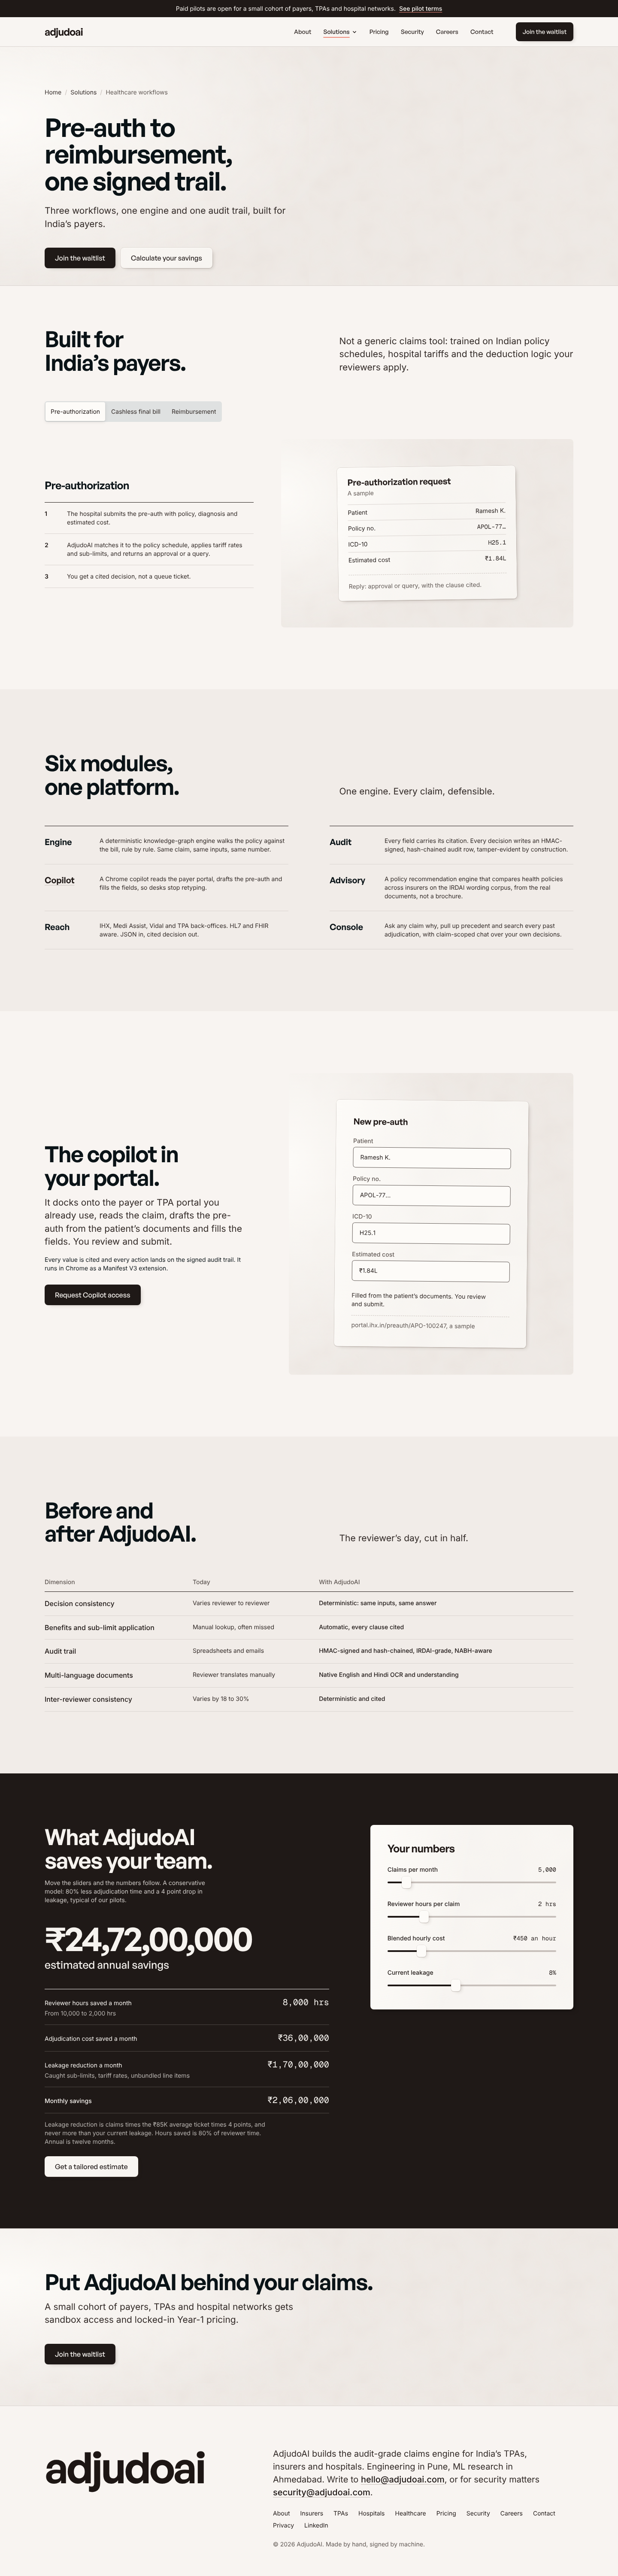 Paid pilots are open for a small cohort of payers, TPAs and hospital networks. See pilot terms
adjudoai
About Solutions Pricing Security Careers Contact Join the waitlist
Home / Solutions / Healthcare workflows
Pre-auth to
reimbursement,
one signed trail.
Three workflows, one engine and one audit trail, built for
India's payers.
Join the waitlist Calculate your savings
Built for
India's payers.
Not a generic claims tool: trained on Indian policy
schedules, hospital tariffs and the deduction logic your
reviewers apply.
Pre-authorization Cashless final bill Reimbursement
Pre-authorization
1 The hospital submits the pre-auth with policy, diagnosis and
estimated cost.
2 AdjudoAI matches it to the policy schedule, applies tariff rates
and sub-limits, and returns an approval or a query.
3 You get a cited decision, not a queue ticket.
Pre-authorization request
A sample
Patient Ramesh K.
Policy no. APOL-77…
ICD-10 H25.1
Estimated cost ₹1.84L
Reply: approval or query, with the clause cited.
Six modules,
one platform.
One engine. Every claim, defensible.
Engine A deterministic knowledge-graph engine walks the policy against
the bill, rule by rule. Same claim, same inputs, same number.
Audit Every field carries its citation. Every decision writes an HMAC-
signed, hash-chained audit row, tamper-evident by construction.
Copilot A Chrome copilot reads the payer portal, drafts the pre-auth and
fills the fields, so desks stop retyping.
Advisory A policy recommendation engine that compares health policies
across insurers on the IRDAI wording corpus, from the real
documents, not a brochure.
Reach IHX, Medi Assist, Vidal and TPA back-offices. HL7 and FHIR
aware. JSON in, cited decision out.
Console Ask any claim why, pull up precedent and search every past
adjudication, with claim-scoped chat over your own decisions.
The copilot in
your portal.
It docks onto the payer or TPA portal you
already use, reads the claim, drafts the pre-
auth from the patient's documents and fills the
fields. You review and submit.
Every value is cited and every action lands on the signed audit trail. It
runs in Chrome as a Manifest V3 extension.
Request Copilot access
New pre-auth
Patient
Ramesh K.
Policy no.
APOL-77…
ICD-10
H25.1
Estimated cost
₹1.84L
Filled from the patient's documents. You review
and submit.
portal.ihx.in/preauth/APO-100247, a sample
Before and
after AdjudoAI.
The reviewer's day, cut in half.
Dimension Today With AdjudoAI
Decision consistency Varies reviewer to reviewer Deterministic: same inputs, same answer
Benefits and sub-limit application Manual lookup, often missed Automatic, every clause cited
Audit trail Spreadsheets and emails HMAC-signed and hash-chained, IRDAI-grade, NABH-aware
Multi-language documents Reviewer translates manually Native English and Hindi OCR and understanding
Inter-reviewer consistency Varies by 18 to 30% Deterministic and cited
What AdjudoAI
saves your team.
Move the sliders and the numbers follow. A conservative
model: 80% less adjudication time and a 4 point drop in
leakage, typical of our pilots.
₹24,72,00,000
estimated annual savings
Reviewer hours saved a month 8,000 hrs
From 10,000 to 2,000 hrs
Adjudication cost saved a month ₹36,00,000
Leakage reduction a month ₹1,70,00,000
Caught sub-limits, tariff rates, unbundled line items
Monthly savings ₹2,06,00,000
Leakage reduction is claims times the ₹85K average ticket times 4 points, and
never more than your current leakage. Hours saved is 80% of reviewer time.
Annual is twelve months.
Get a tailored estimate
Your numbers
Claims per month 5,000
Reviewer hours per claim 2 hrs
Blended hourly cost ₹450 an hour
Current leakage 8%
Put AdjudoAI behind your claims.
A small cohort of payers, TPAs and hospital networks gets
sandbox access and locked-in Year-1 pricing.
Join the waitlist
adjudoai
AdjudoAI builds the audit-grade claims engine for India's TPAs,
insurers and hospitals. Engineering in Pune, ML research in
Ahmedabad. Write to hello@adjudoai.com, or for security matters
security@adjudoai.com.
About Insurers TPAs Hospitals Healthcare Pricing Security Careers Contact
Privacy LinkedIn
© 2026 AdjudoAI. Made by hand, signed by machine.